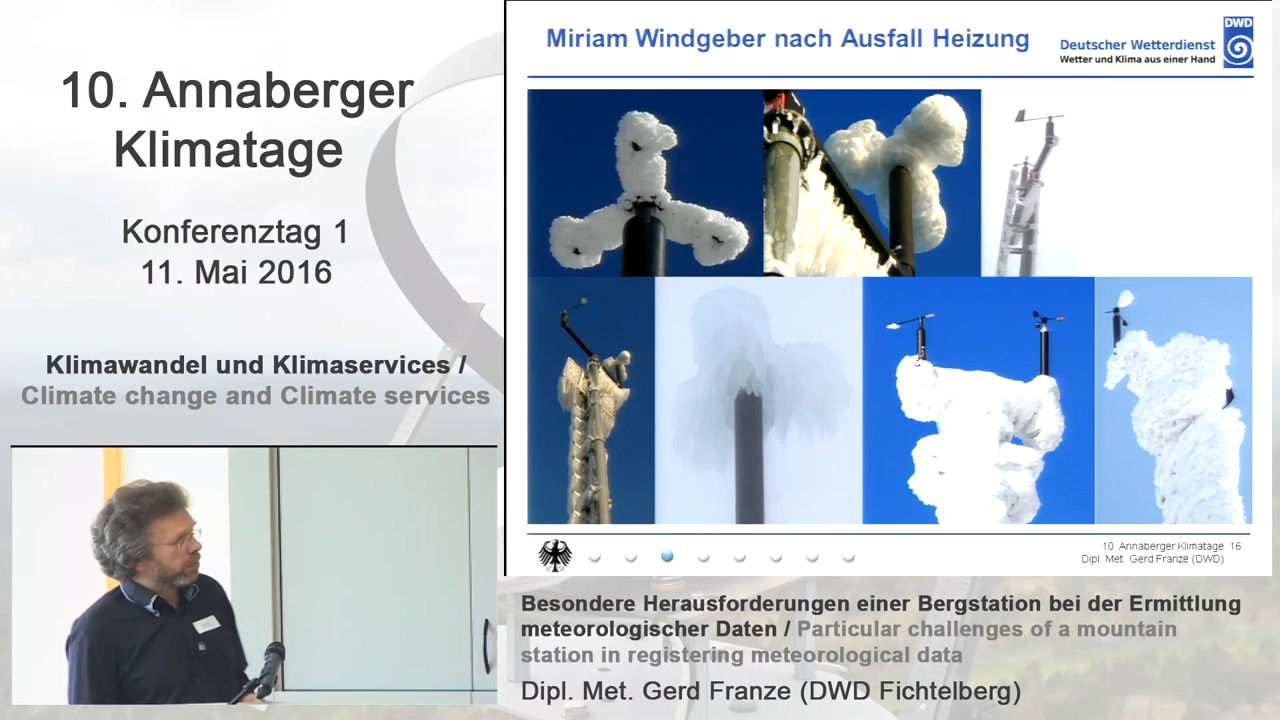 10. Annaberger
Klimatage
Konferenztag 1
11. Mai 2016
Klimawandel und Klimaservices /
Climate change and Climate services
Miriam Windgeber nach Ausfall Heizung
DWD
Deutscher Wetterdienst
Wetter und Klima aus einer Hand
10. Annaberger Klimatage 16
Dipl. Met. Gerd Franze (DWD)
Besondere Herausforderungen einer Bergstation bei der Ermittlung
meteorologischer Daten / Particular challenges of a mountain
station in registering meteorological data
Dipl. Met. Gerd Franze (DWD Fichtelberg)